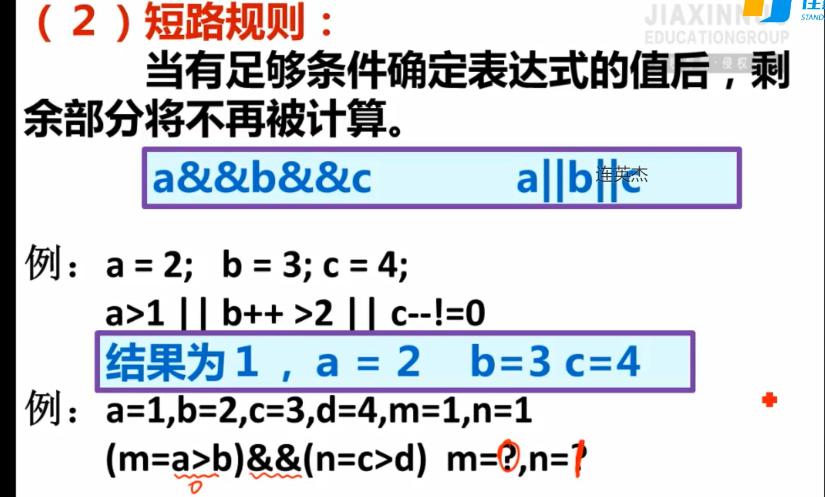 （2）短路规则：
JIAXINN
EDUCATIONGROUP
STAND
当有足够条件确定表达式的值后，剩
·侵权
余部分将不再被计算。
a&&b&&c a||b||c
连英杰
例：a = 2; b = 3; c = 4;
a>1 || b++ >2 || c--!=0
结果为1，a = 2 b=3 c=4
例：a=1,b=2,c=3,d=4,m=1,n=1
(m=a>b)&&(n=c>d) m=?,n=?
0